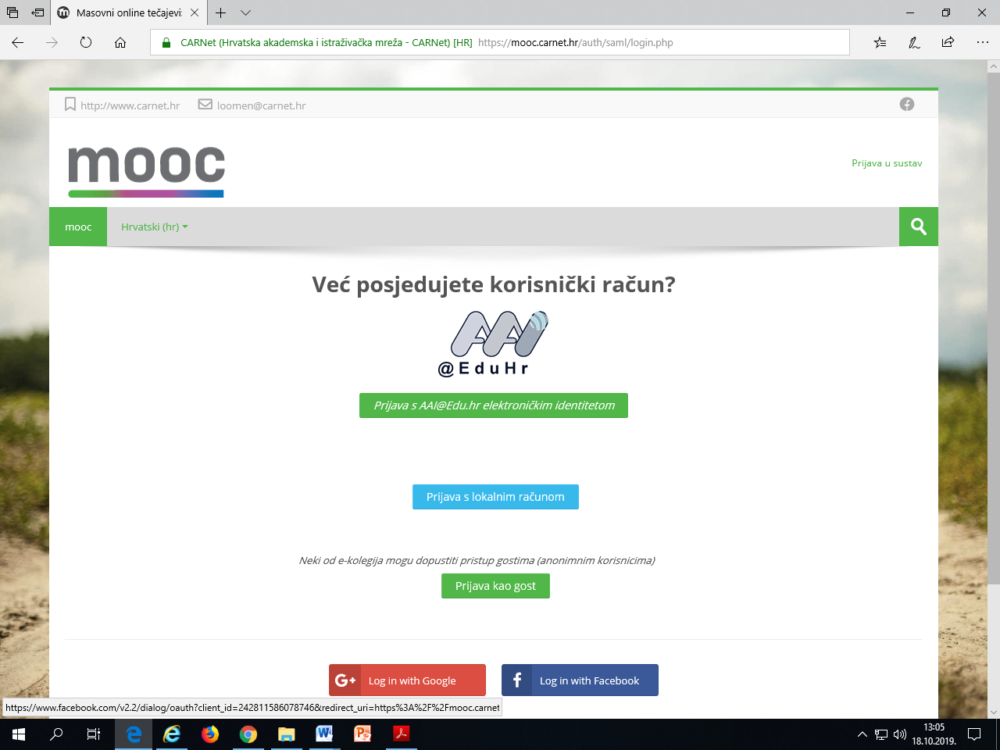 Masovni online tečajevi:
CARNet (Hrvatska akademska i istraživačka mreža - CARNet) [HR] https://mooc.carnet.hr/auth/saml/login.php
http://www.carnet.hr loomen@carnet.hr
mooc
Prijava u sustav
mooc Hrvatski (hr)
Već posjedujete korisnički račun?
AAI
@EduHr
Prijava s AAI@Edu.hr elektroničkim identitetom
Prijava s lokalnim računom
Neki od e-kolegija mogu dopustiti pristup gostima (anonimnim korisnicima)
Prijava kao gost
G+ Log in with Google f Log in with Facebook
https://www.facebook.com/v2.2/dialog/oauth?client_id=242811586078746&redirect_uri=https%3A%2F%2Fmooc.carnet
13:05
18.10.2019.